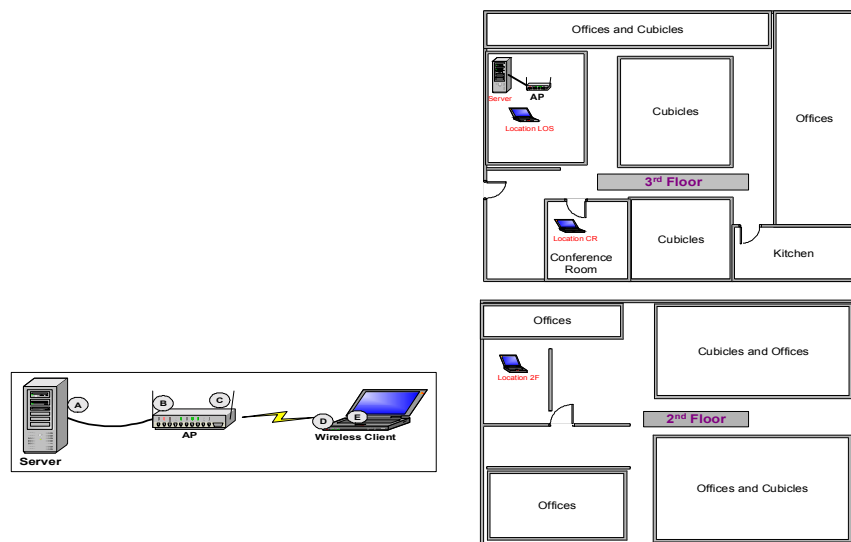 Offices and Cubicles
Server
AP
Location LOS
Cubicles
Offices
3rd Floor
Location CR
Conference
Room
Cubicles
Kitchen
Offices
Location 2F
Cubicles and Offices
2nd Floor
Offices
Offices and Cubicles
A
B
C
D
E
AP
Wireless Client
Server